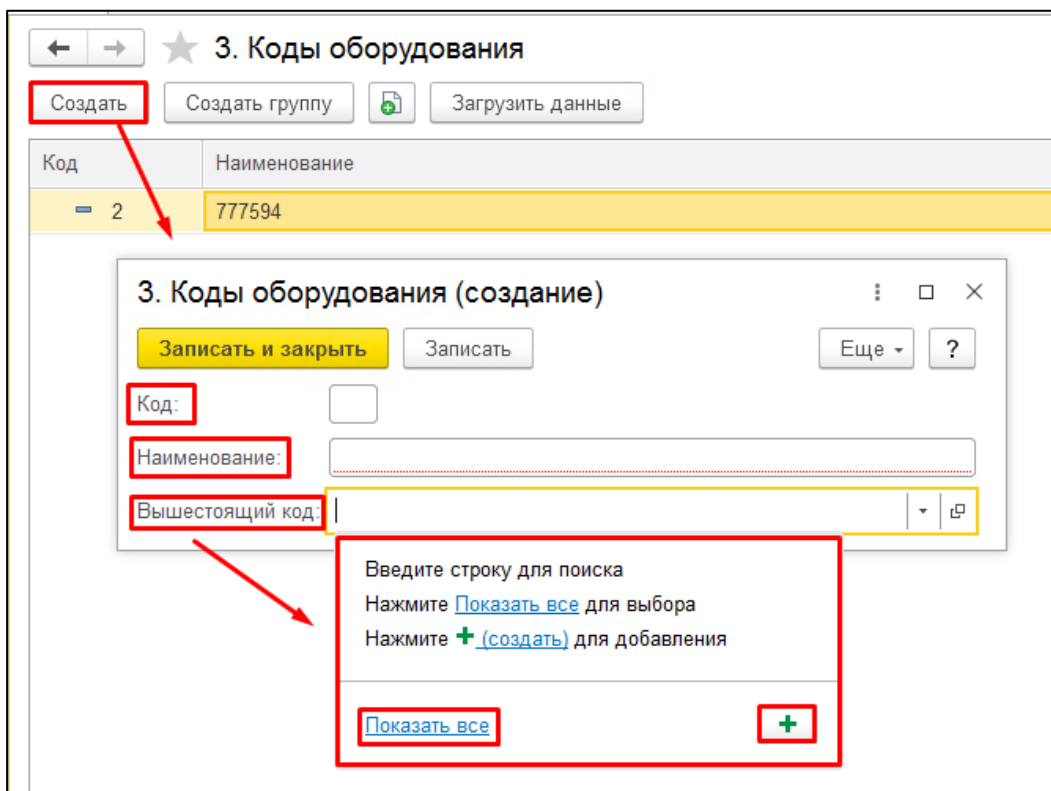 3. Коды оборудования
Создать Создать группу Загрузить данные
Код Наименование
2 777594
3. Коды оборудования (создание)
Записать и закрыть Записать Еще ?
Код:
Наименование:
Вышестоящий код:
Введите строку для поиска
Нажмите Показать все для выбора
Нажмите + (создать) для добавления
Показать все +